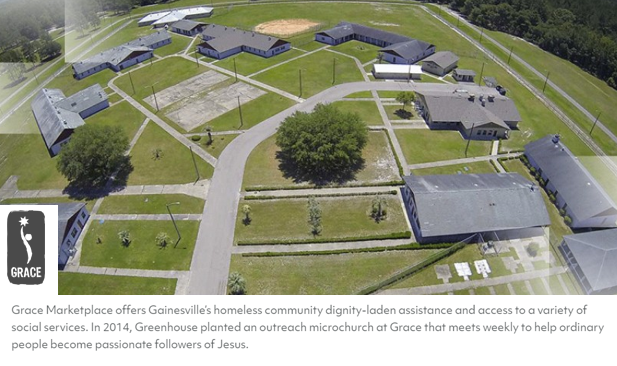 GRACE
Grace Marketplace offers Gainesville's homeless community dignity-laden assistance and access to a variety of
social services. In 2014, Greenhouse planted an outreach microchurch at Grace that meets weekly to help ordinary
people become passionate followers of Jesus.